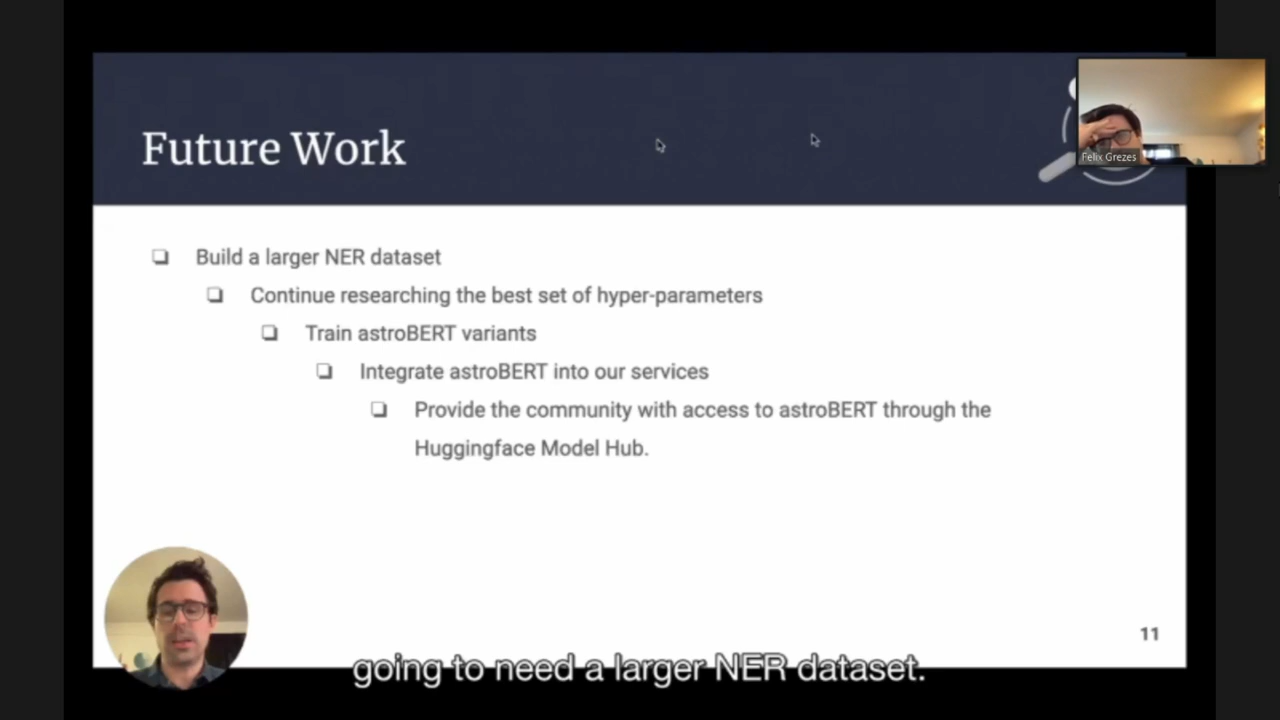 Future Work
Felix Grezes
❑ Build a larger NER dataset
❑ Continue researching the best set of hyper-parameters
❑ Train astroBERT variants
❑ Integrate astroBERT into our services
❑ Provide the community with access to astroBERT through the
Huggingface Model Hub.
11
going to need a larger NER dataset.